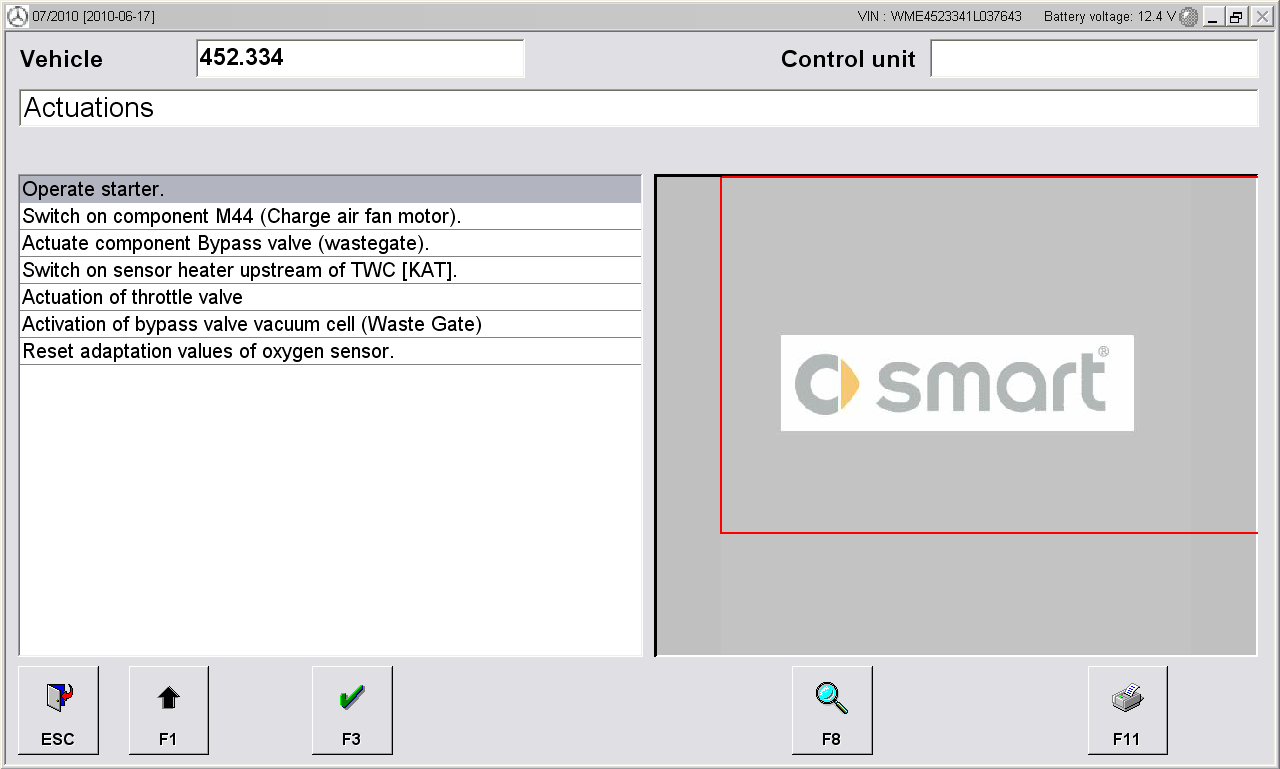 07/2010 [2010-06-17] VIN : WME4523341L037643 Battery voltage: 12.4 V
Vehicle 452.334 Control unit
Actuations
Operate starter.
Switch on component M44 (Charge air fan motor).
Actuate component Bypass valve (wastegate).
Switch on sensor heater upstream of TWC [KAT].
Actuation of throttle valve
Activation of bypass valve vacuum cell (Waste Gate)
Reset adaptation values of oxygen sensor.
smart®
ESC F1 F3 F8 F11